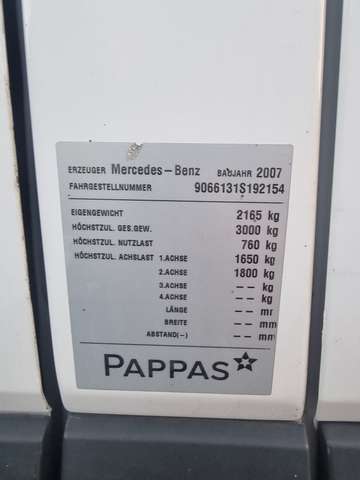 ERZEUGER Mercedes-Benz BAUJAHR 2007
FAHRGESTELLNUMMER 9066131S192154
EIGENGEWICHT 2165 kg
HÖCHSTZUL. GES.GEW. 3000 kg
HÖCHSTZUL. NUTZLAST 760 kg
HÖCHSTZUL. ACHSLAST 1.ACHSE 1650 kg
2.ACHSE 1800 kg
3.ACHSE -- kg
4.ACHSE -- kg
LÄNGE -- mm
BREITE -- mm
ABSTAND(-) -- mm
PAPPAS